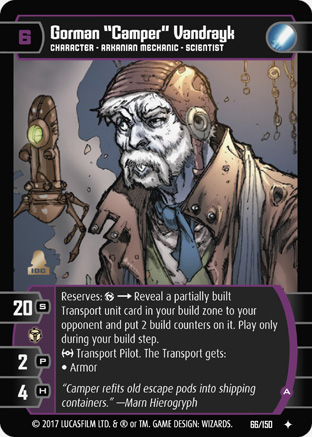 6
Gorman "Camper" Vandrayk
CHARACTER - ARKANIAN MECHANIC - SCIENTIST
IDC
20 S
2 P
4 H
Reserves: → Reveal a partially built
Transport unit card in your build zone to your
opponent and put 2 build counters on it. Play only
during your build step.
Transport Pilot. The Transport gets:
• Armor
"Camper refits old escape pods into shipping
containers." —Marn Hierogryph
A
© 2017 LUCASFILM LTD. & ® or TM. GAME DESIGN: WIZARDS.
66/150